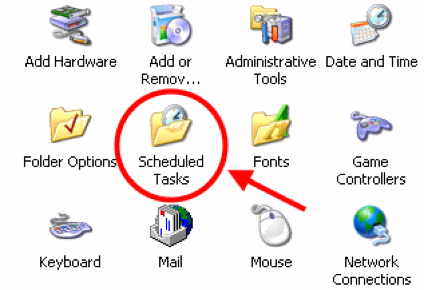 Add Hardware
Add or
Remov...
Administrative
Tools
Date and Time
Folder Options
Scheduled
Tasks
Fonts
Game
Controllers
Keyboard
Mail
Mouse
Network
Connections